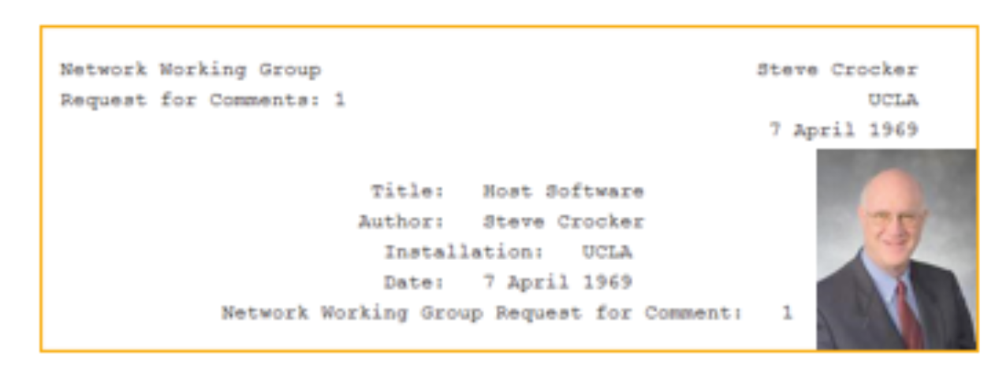 Network Working Group Steve Crocker
Request for Comments: 1 UCLA
7 April 1969
Title: Host Software
Author: Steve Crocker
Installation: UCLA
Date: 7 April 1969
Network Working Group Request for Comment: 1